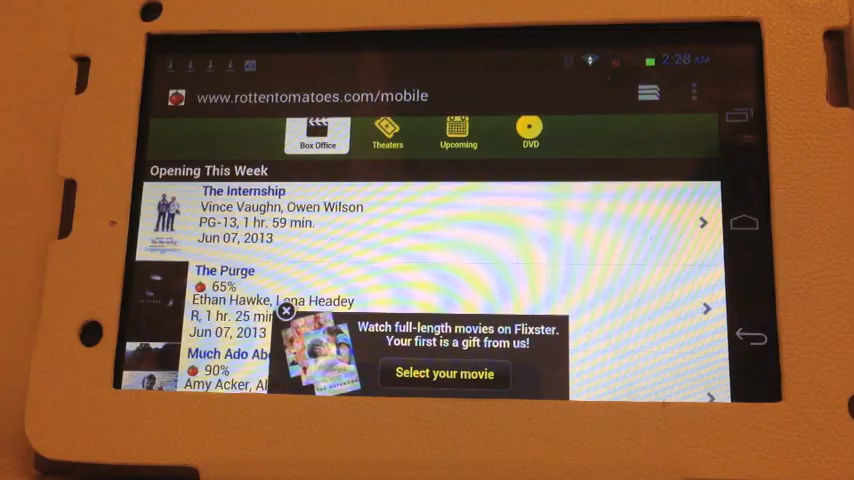 2:28 AM
www.rottentomatoes.com/mobile
Box Office
Theaters
Upcoming
DVD
Opening This Week
The Internship
Vince Vaughn, Owen Wilson
PG-13, 1 hr. 59 min.
Jun 07, 2013
The Purge
65%
Ethan Hawke, Lena Headey
R, 1 hr. 25 min
Jun 07, 2013
Much Ado Ab
90%
Amy Acker, Al
Watch full-length movies on Flixster.
Your first is a gift from us!
Select your movie